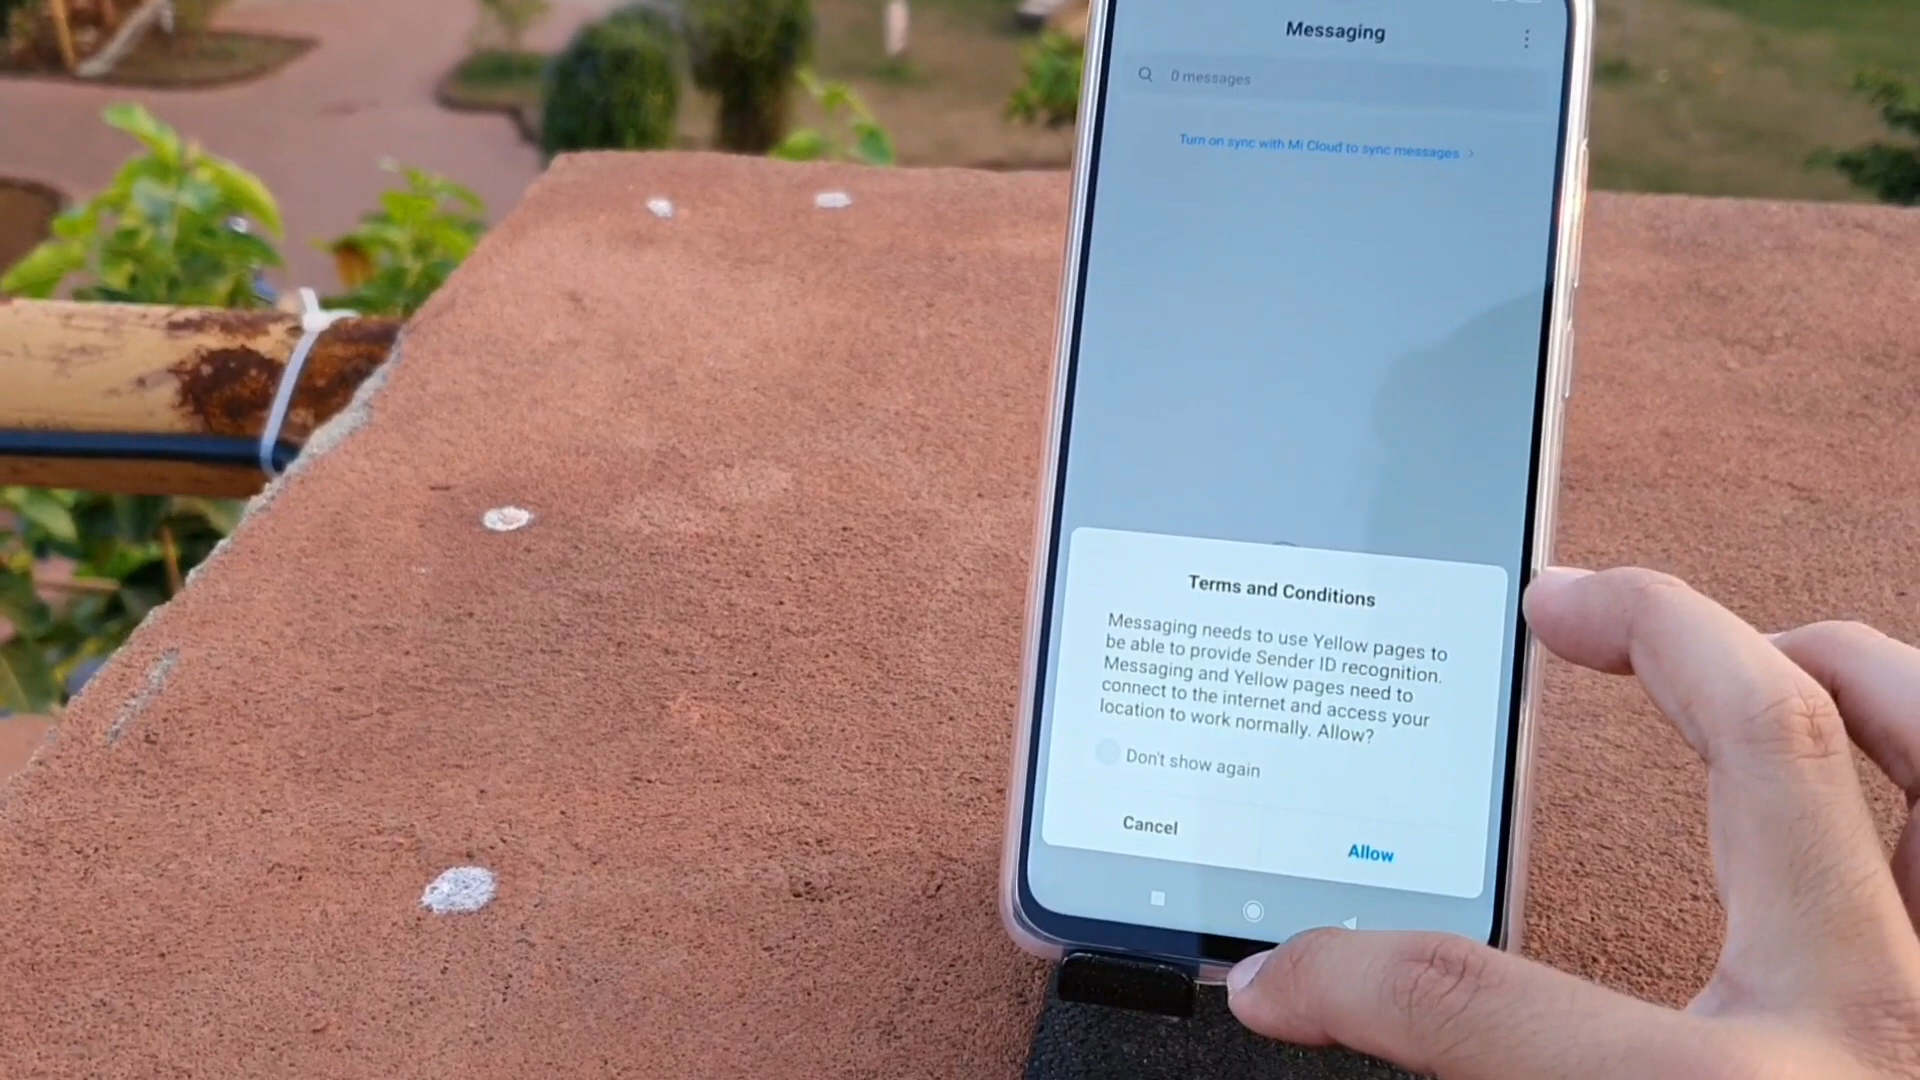 Messaging
0 messages
Turn on sync with Mi Cloud to sync messages >
Terms and Conditions
Messaging needs to use Yellow pages to
be able to provide Sender ID recognition.
Messaging and Yellow pages need to
connect to the internet and access your
location to work normally. Allow?
Don't show again
Cancel
Allow